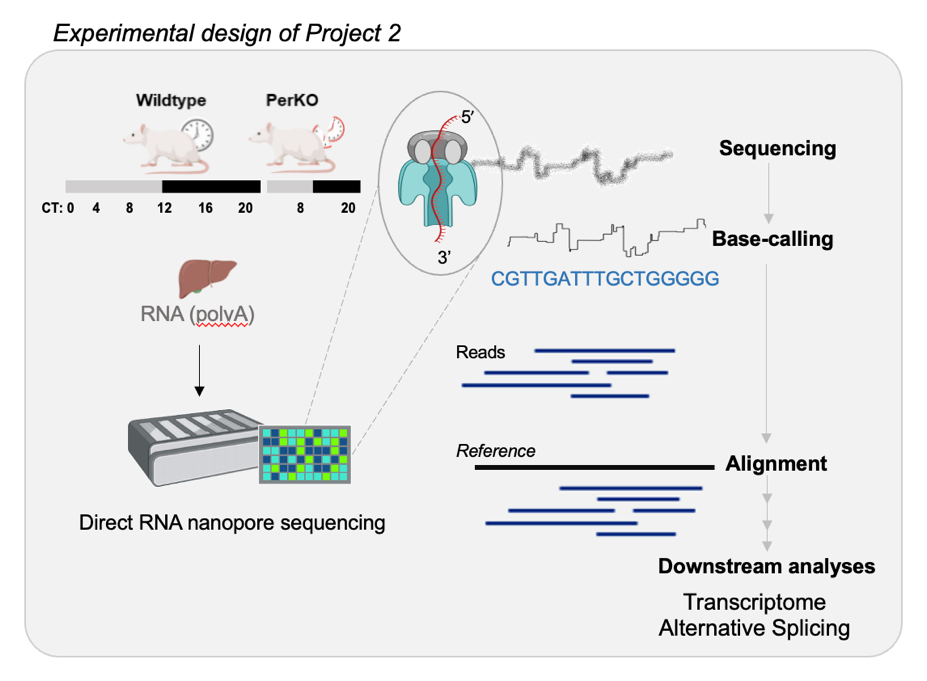 Experimental design of Project 2
Wildtype
PerKO
CT: 0 4 8 12 16 20
8 20
RNA (polvA)
Direct RNA nanopore sequencing
5'
3'
Sequencing
Base-calling
CGTTGATTTGCTGGGGG
Reads
Reference
Alignment
Downstream analyses
Transcriptome
Alternative Splicing